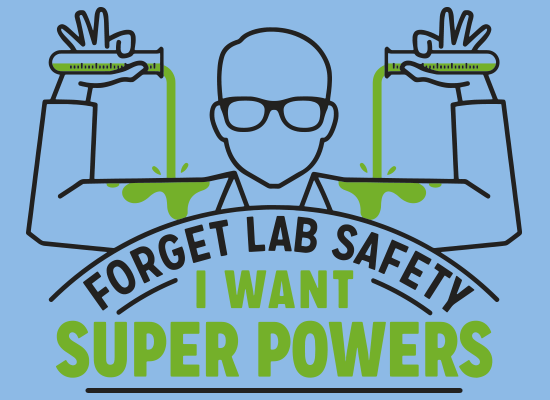 FORGET LAB SAFETY
I WANT
SUPER POWERS